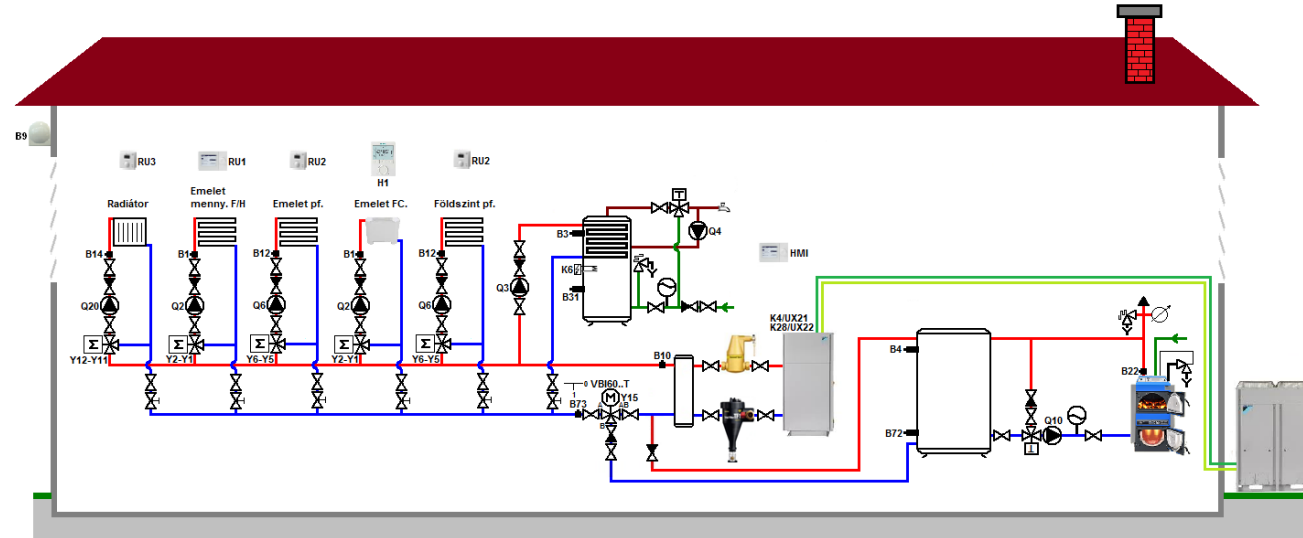 B9
RU3
RU1
RU2
H1
RU2
Radiátor
Emelet
menny. F/H
Emelet pf.
Emelet FC.
Földszint pf.
B14
B1
B12
B1
B12
Q20
Q2
Q6
Q2
Q6
Q3
Y12-Y11
Y2-Y1
Y6-Y5
Y2-Y1
Y6-Y5
B3
K6
B31
T
Q4
HMI
K4/UX21
K28/UX22
B10
0 VBI60..T
M
Y15
A
AB
B
B73
B4
B72
Q10
B22